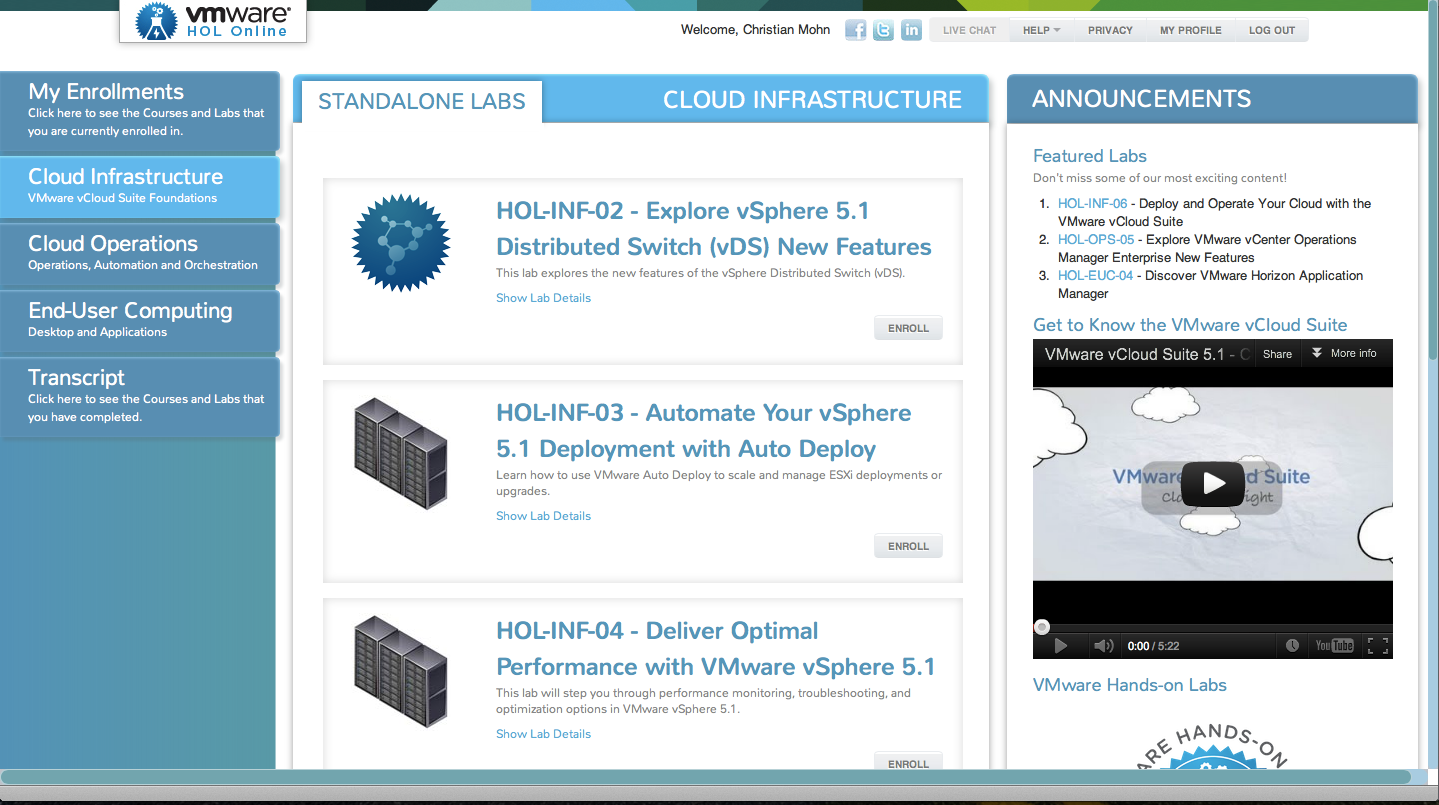 vmware®
HOL Online
Welcome, Christian Mohn
LIVE CHAT
HELP
PRIVACY
MY PROFILE
LOG OUT
My Enrollments
Click here to see the Courses and Labs that
you are currently enrolled in.
Cloud Infrastructure
VMware vCloud Suite Foundations
Cloud Operations
Operations, Automation and Orchestration
End-User Computing
Desktop and Applications
Transcript
Click here to see the Courses and Labs that
you have completed.
STANDALONE LABS
CLOUD INFRASTRUCTURE
HOL-INF-02 - Explore vSphere 5.1
Distributed Switch (vDS) New Features
This lab explores the new features of the vSphere Distributed Switch (vDS).
Show Lab Details
ENROLL
HOL-INF-03 - Automate Your vSphere
5.1 Deployment with Auto Deploy
Learn how to use VMware Auto Deploy to scale and manage ESXi deployments or
upgrades.
Show Lab Details
ENROLL
HOL-INF-04 - Deliver Optimal
Performance with VMware vSphere 5.1
This lab will step you through performance monitoring, troubleshooting, and
optimization options in VMware vSphere 5.1.
Show Lab Details
ENROLL
ANNOUNCEMENTS
Featured Labs
Don't miss some of our most exciting content!
1. HOL-INF-06 - Deploy and Operate Your Cloud with the
VMware vCloud Suite
2. HOL-OPS-05 - Explore VMware vCenter Operations
Manager Enterprise New Features
3. HOL-EUC-04 - Discover VMware Horizon Application
Manager
Get to Know the VMware vCloud Suite
VMware vCloud Suite 5.1 - C
Share
More info
VMware Suite
0:00 / 5:22
YouTube
VMware Hands-on Labs
ARE HANDS-ON